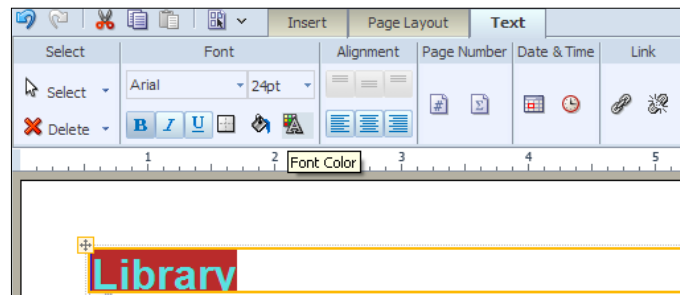 Insert Page Layout Text
Select Font Alignment Page Number Date & Time Link
Select Arial 24pt
Delete B I U # Σ
Font Color
1 2 3 4 5
Library